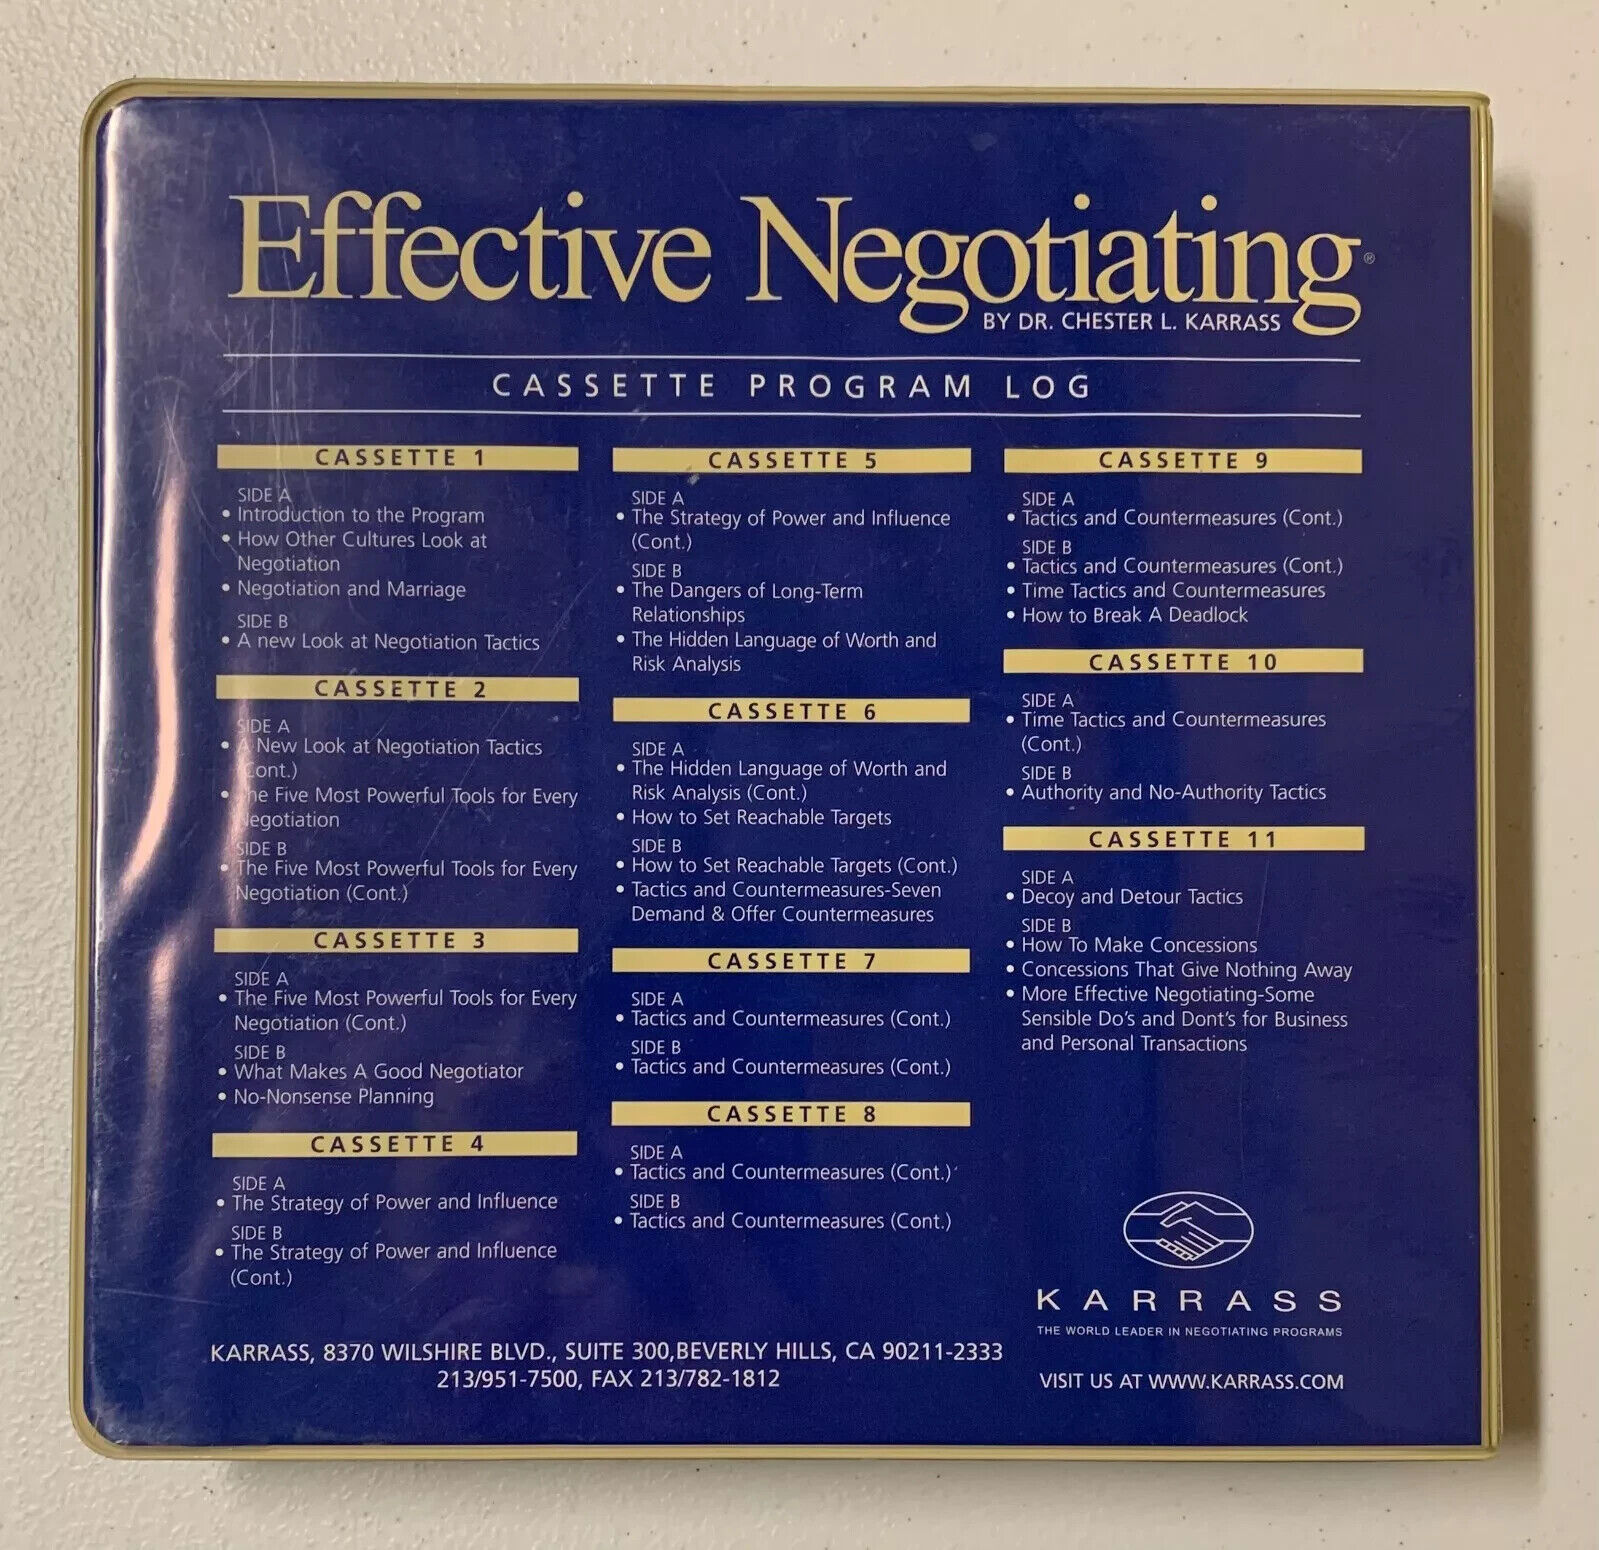 Effective Negotiating®
BY DR. CHESTER L. KARRASS
CASSETTE PROGRAM LOG
CASSETTE 1
SIDE A
• Introduction to the Program
• How Other Cultures Look at
Negotiation
• Negotiation and Marriage
SIDE B
• A new Look at Negotiation Tactics
CASSETTE 2
SIDE A
• A New Look at Negotiation Tactics
(Cont.)
• The Five Most Powerful Tools for Every
Negotiation
SIDE B
• The Five Most Powerful Tools for Every
Negotiation (Cont.)
CASSETTE 3
SIDE A
• The Five Most Powerful Tools for Every
Negotiation (Cont.)
SIDE B
• What Makes A Good Negotiator
• No-Nonsense Planning
CASSETTE 4
SIDE A
• The Strategy of Power and Influence
SIDE B
• The Strategy of Power and Influence
(Cont.)
CASSETTE 5
SIDE A
• The Strategy of Power and Influence
(Cont.)
SIDE B
• The Dangers of Long-Term
Relationships
• The Hidden Language of Worth and
Risk Analysis
CASSETTE 6
SIDE A
• The Hidden Language of Worth and
Risk Analysis (Cont.)
• How to Set Reachable Targets
SIDE B
• How to Set Reachable Targets (Cont.)
• Tactics and Countermeasures-Seven
Demand & Offer Countermeasures
CASSETTE 7
SIDE A
• Tactics and Countermeasures (Cont.)
SIDE B
• Tactics and Countermeasures (Cont.)
CASSETTE 8
SIDE A
• Tactics and Countermeasures (Cont.)
SIDE B
• Tactics and Countermeasures (Cont.)
CASSETTE 9
SIDE A
• Tactics and Countermeasures (Cont.)
SIDE B
• Tactics and Countermeasures (Cont.)
• Time Tactics and Countermeasures
• How to Break A Deadlock
CASSETTE 10
SIDE A
• Time Tactics and Countermeasures
(Cont.)
SIDE B
• Authority and No-Authority Tactics
CASSETTE 11
SIDE A
• Decoy and Detour Tactics
SIDE B
• How To Make Concessions
• Concessions That Give Nothing Away
• More Effective Negotiating-Some
Sensible Do's and Dont's for Business
and Personal Transactions
KARRASS
THE WORLD LEADER IN NEGOTIATING PROGRAMS
KARRASS, 8370 WILSHIRE BLVD., SUITE 300,BEVERLY HILLS, CA 90211-2333
213/951-7500, FAX 213/782-1812
VISIT US AT WWW.KARRASS.COM